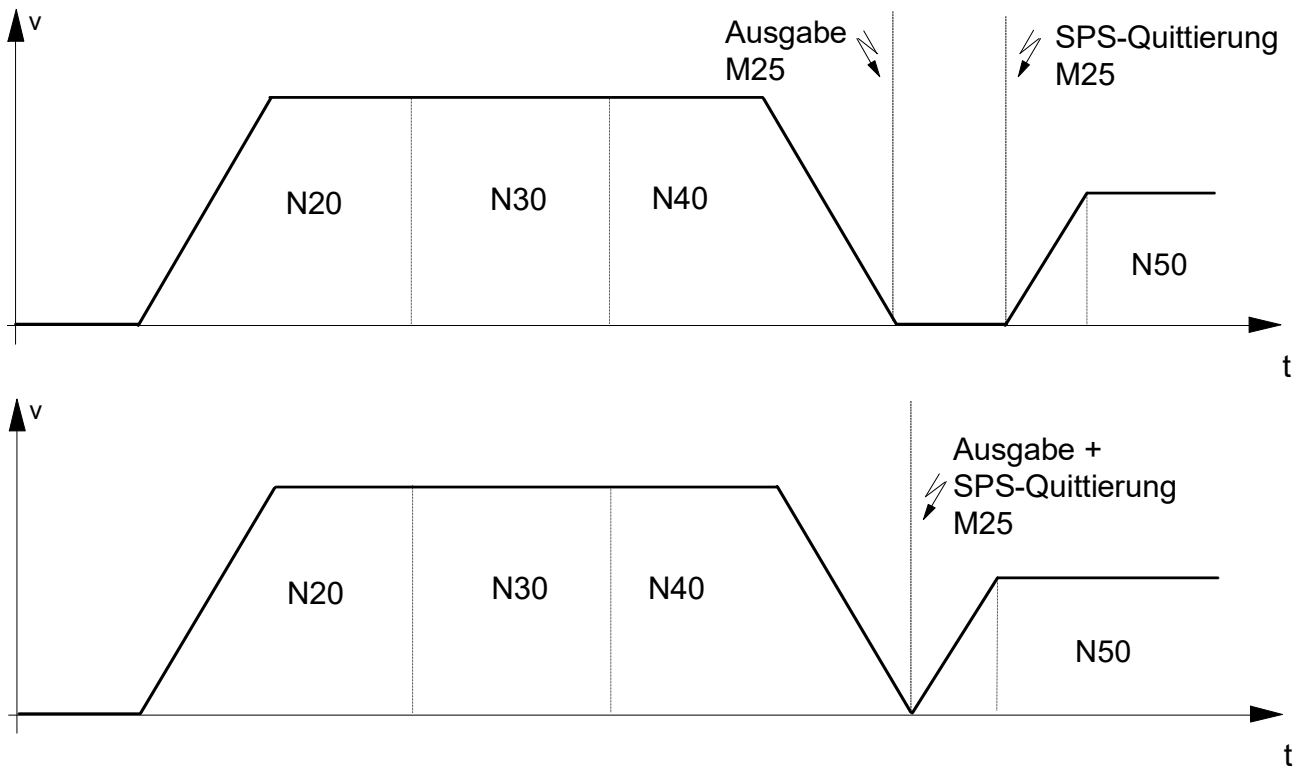 v
Ausgabe
M25
SPS-Quittierung
M25
N20
N30
N40
N50
t
v
Ausgabe +
SPS-Quittierung
M25
N20
N30
N40
N50
t